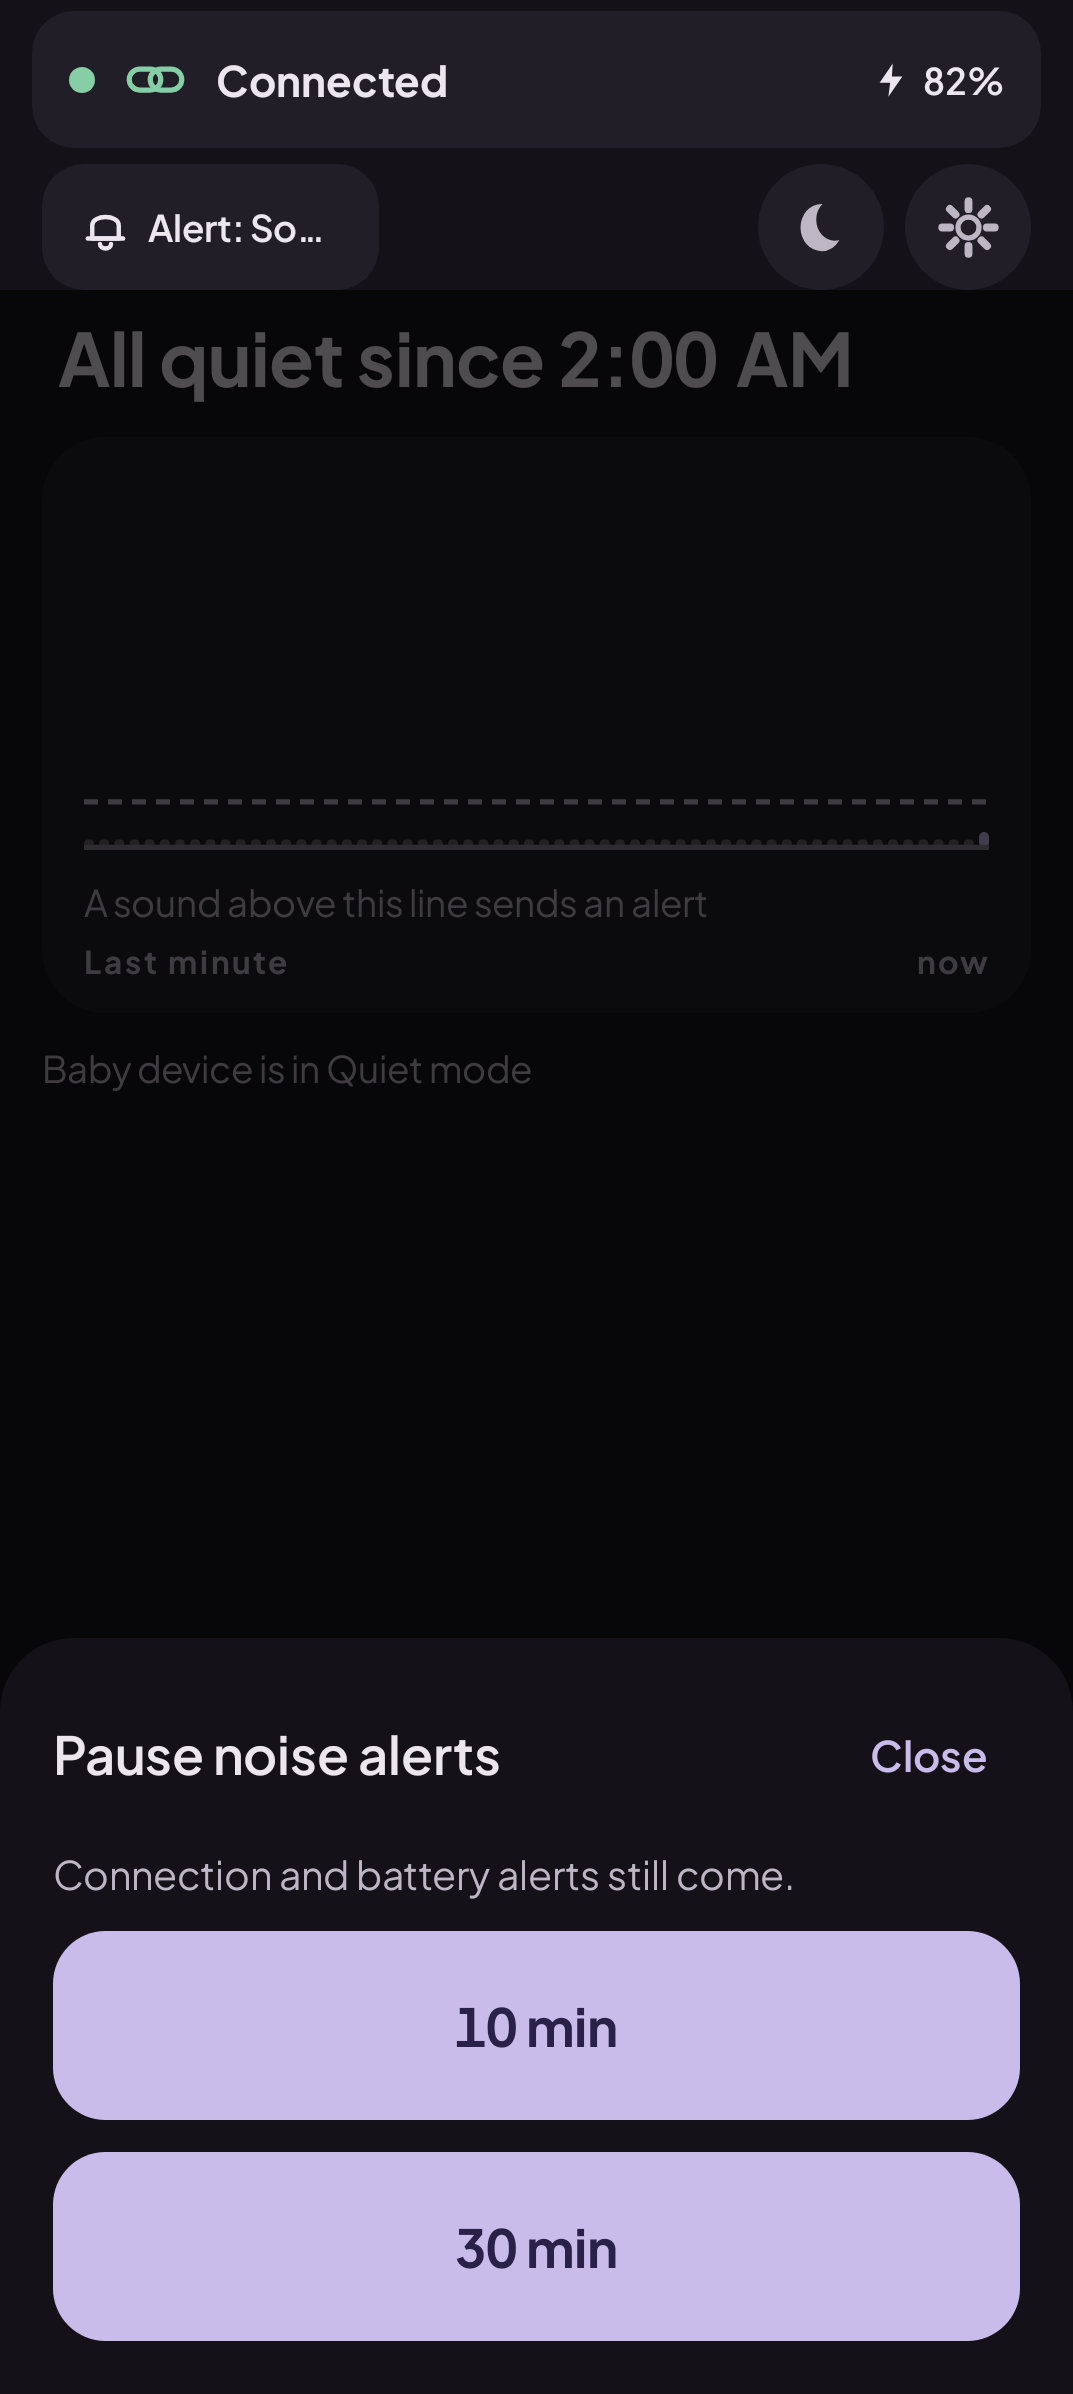 Connected
82%
Alert: So...
All quiet since 2:00 AM
A sound above this line sends an alert
Last minute
now
Baby device is in Quiet mode
Pause noise alerts
Close
Connection and battery alerts still come.
10 min
30 min